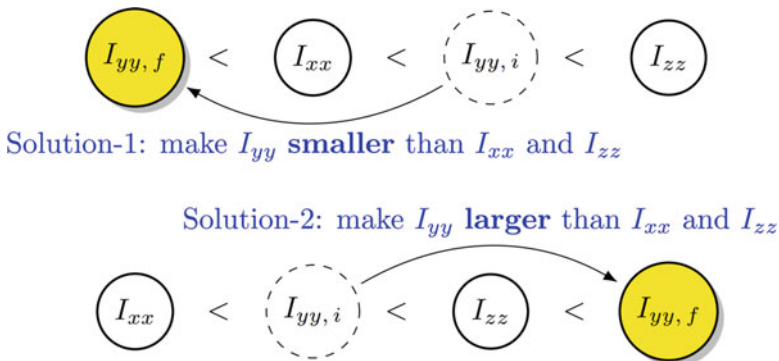 I_{yy, f} < I_{xx} < I_{yy, i} < I_{zz}
Solution-1: make I_{yy} smaller than I_{xx} and I_{zz}
Solution-2: make I_{yy} larger than I_{xx} and I_{zz}
I_{xx} < I_{yy, i} < I_{zz} < I_{yy, f}